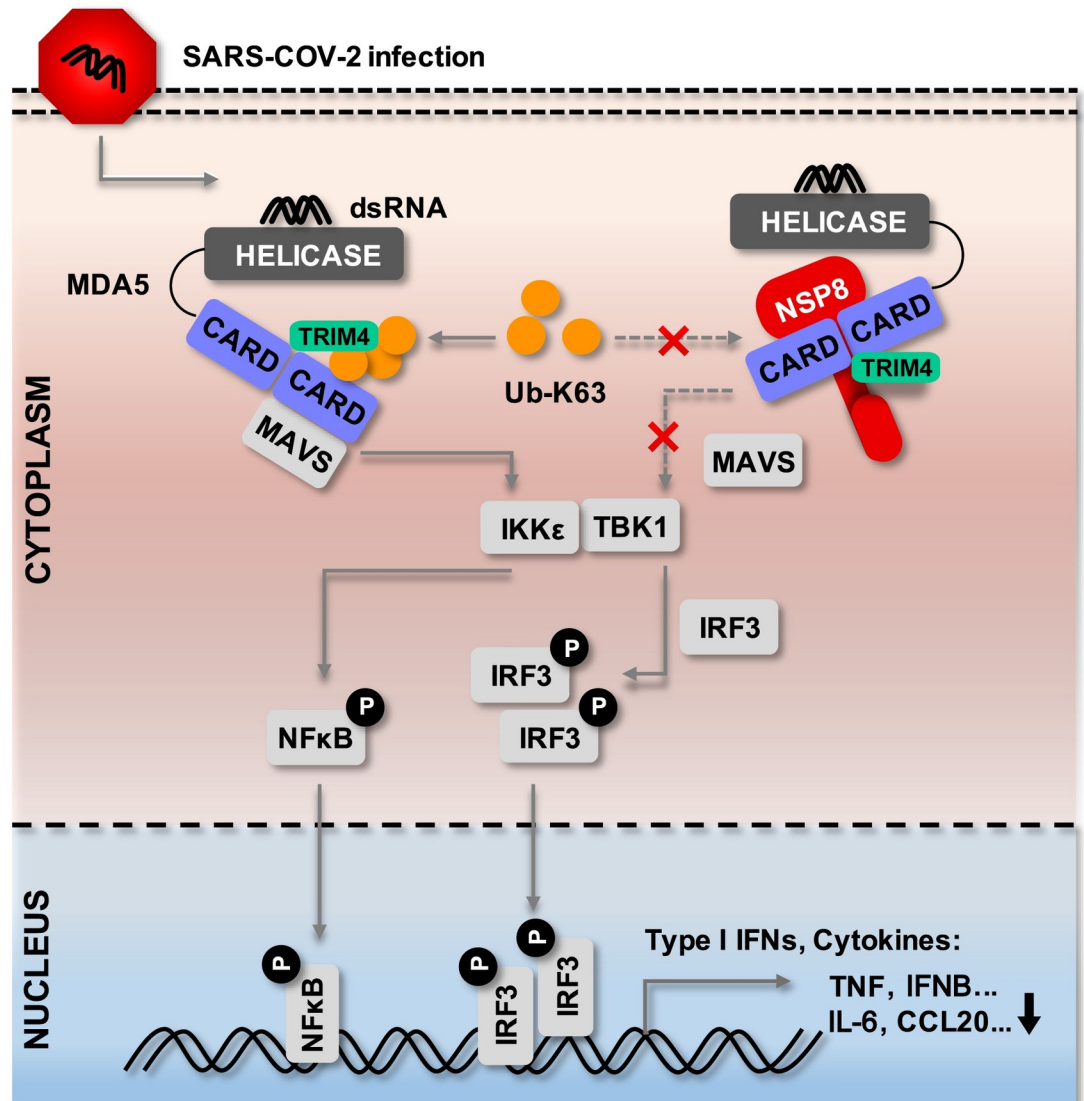 SARS-COV-2 infection
dsRNA
HELICASE
HELICASE
MDA5
NSP8
CARD
CARD
TRIM4
CARD
CARD
TRIM4
Ub-K63
MAVS
MAVS
CYTOPLASM
IKKε
TBK1
IRF3
P
IRF3
P
IRF3
P
NFκB
NUCLEUS
Type I IFNs, Cytokines:
TNF, IFNB...
IL-6, CCL20...
P
NFκB
P
IRF3
P
IRF3